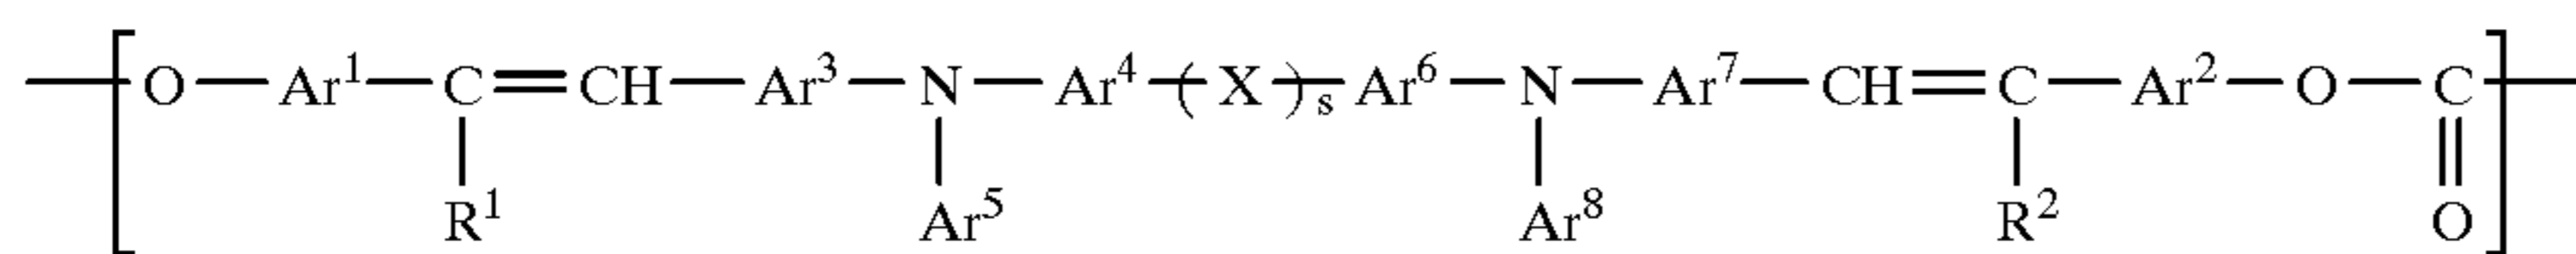 [O—Ar¹—C=CH—Ar³—N—Ar⁴—(X)ₛ—Ar⁶—N—Ar⁷—CH=C—Ar²—O—C]
R¹ Ar⁵ Ar⁸ R² O